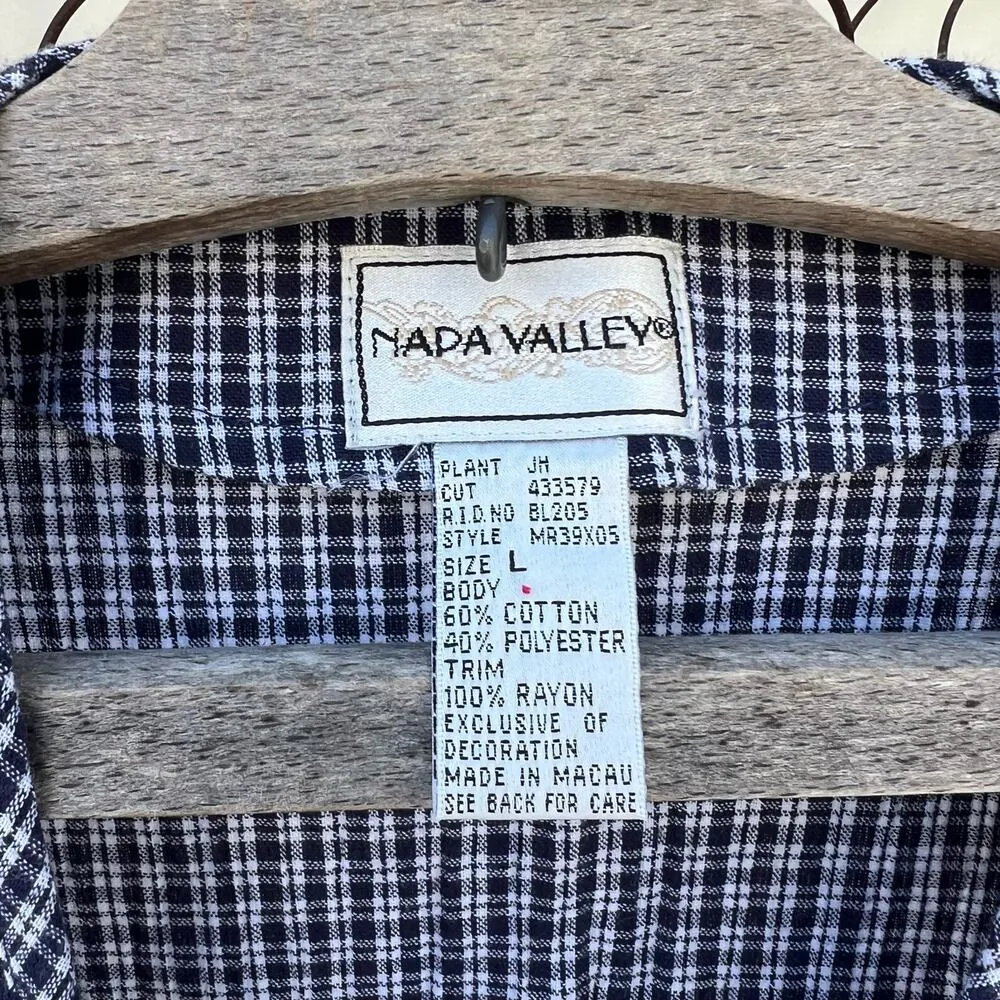 NAPA VALLEY®
PLANT JH
CUT 433579
R.I.D.NO BL205
STYLE MR39X05
SIZE L
BODY
60% COTTON
40% POLYESTER
TRIM
100% RAYON
EXCLUSIVE OF
DECORATION
MADE IN MACAU
SEE BACK FOR CARE